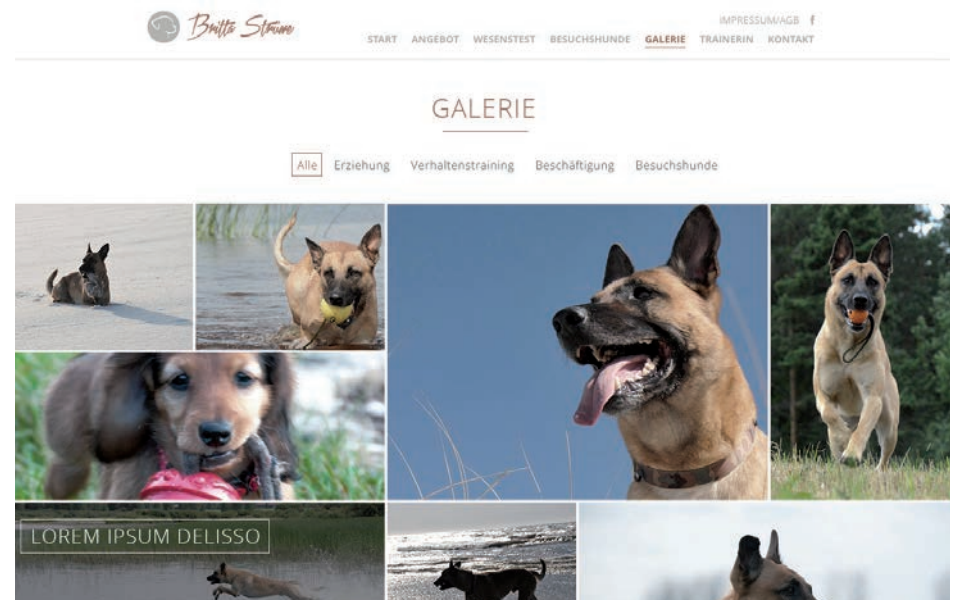 Britta
IMPRESSUM/AGB f
START ANGEBOT WESENSTEST BESUCHSHUNDE GALERIE TRAINERIN KONTAKT
GALERIE
Alle Erziehung Verhaltenstraining Beschäftigung Besuchshunde
LOREM IPSUM DELISSO